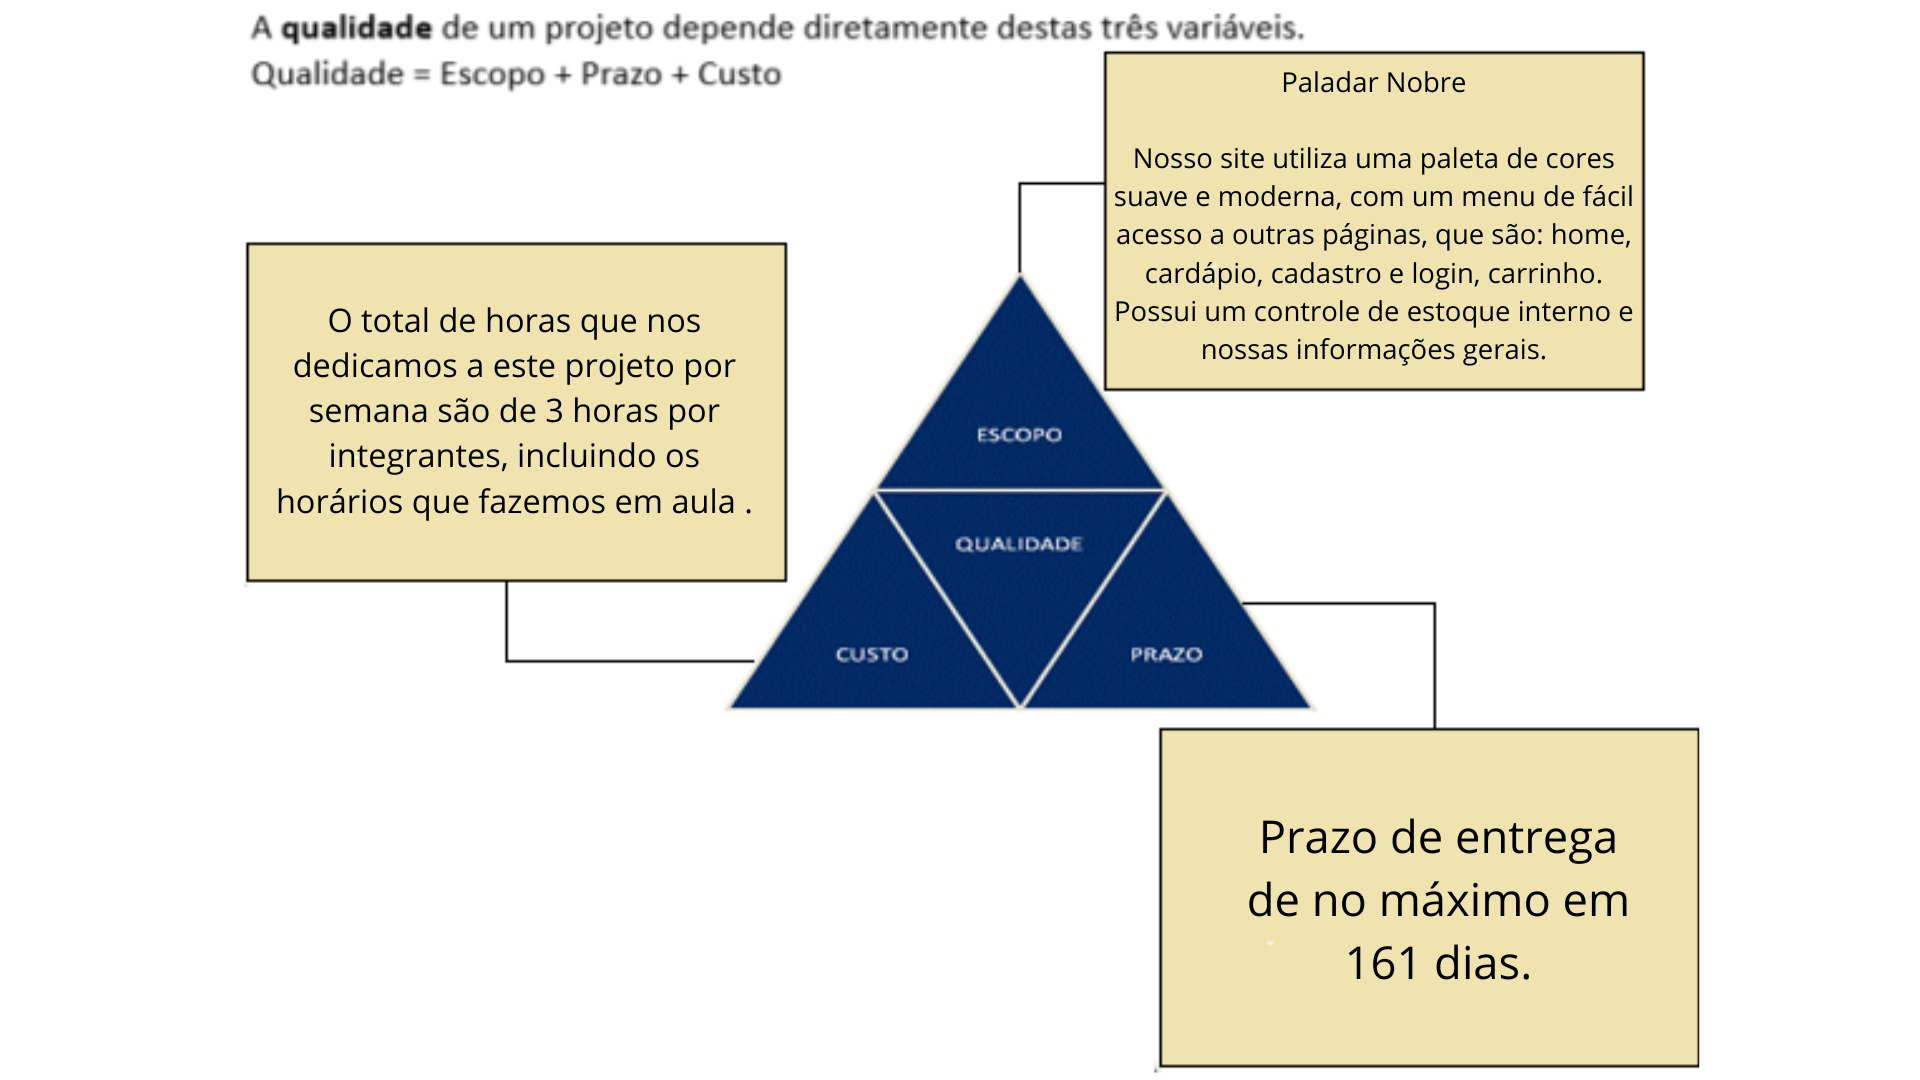 A qualidade de um projeto depende diretamente destas três variáveis.
Qualidade = Escopo + Prazo + Custo
Paladar Nobre
Nosso site utiliza uma paleta de cores
suave e moderna, com um menu de fácil
acesso a outras páginas, que são: home,
cardápio, cadastro e login, carrinho.
Possui um controle de estoque interno e
nossas informações gerais.
O total de horas que nos
dedicamos a este projeto por
semana são de 3 horas por
integrantes, incluindo os
horários que fazemos em aula .
ESCOPO
QUALIDADE
CUSTO
PRAZO
Prazo de entrega
de no máximo em
161 dias.